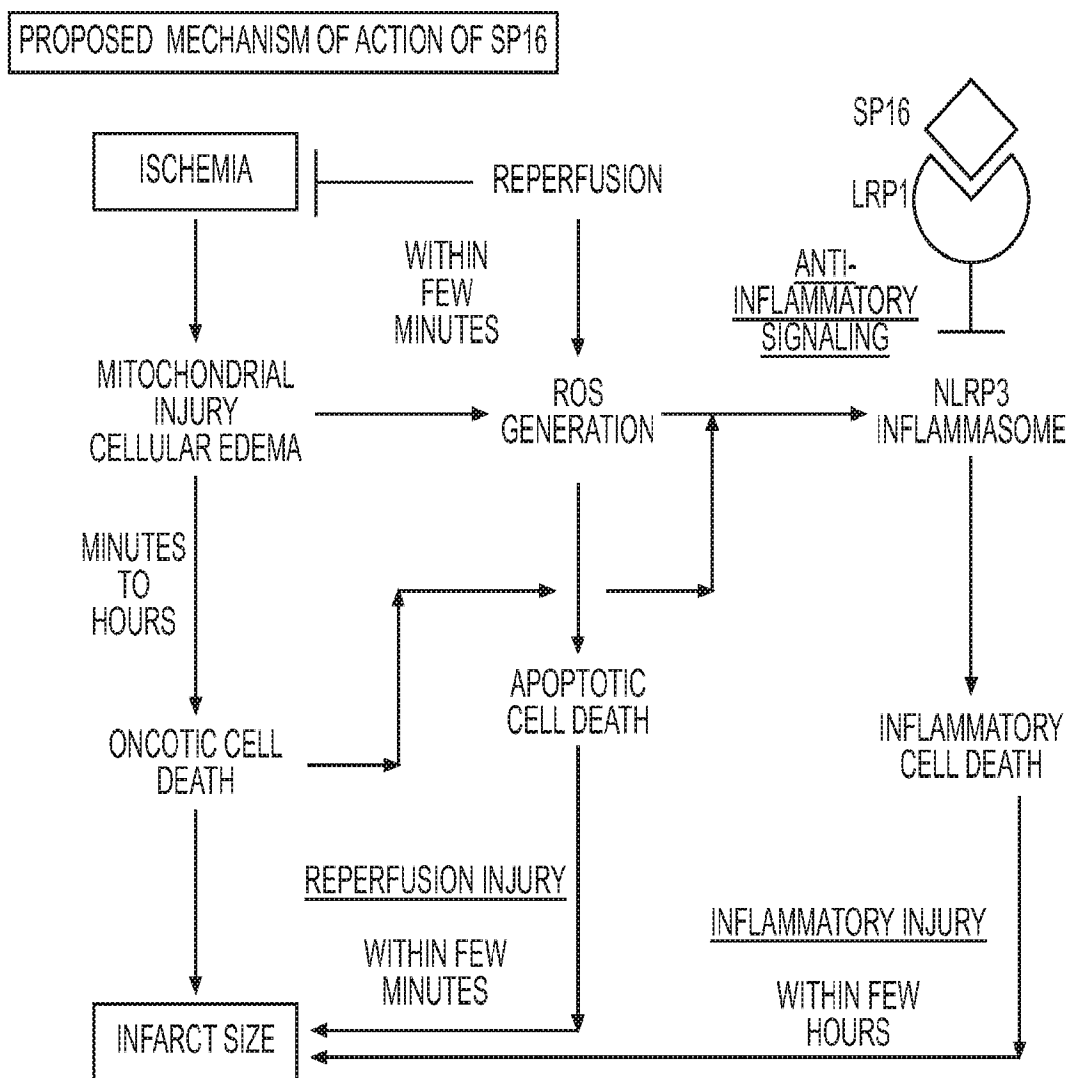 PROPOSED MECHANISM OF ACTION OF SP16
SP16
LRP1
ISCHEMIA
REPERFUSION
WITHIN
FEW
MINUTES
ANTI-
INFLAMMATORY
SIGNALING
MITOCHONDRIAL
INJURY
CELLULAR EDEMA
ROS
GENERATION
NLRP3
INFLAMMASOME
MINUTES
TO
HOURS
APOPTOTIC
CELL DEATH
ONCOTIC CELL
DEATH
INFLAMMATORY
CELL DEATH
REPERFUSION INJURY
WITHIN FEW
MINUTES
INFLAMMATORY INJURY
WITHIN FEW
HOURS
INFARCT SIZE